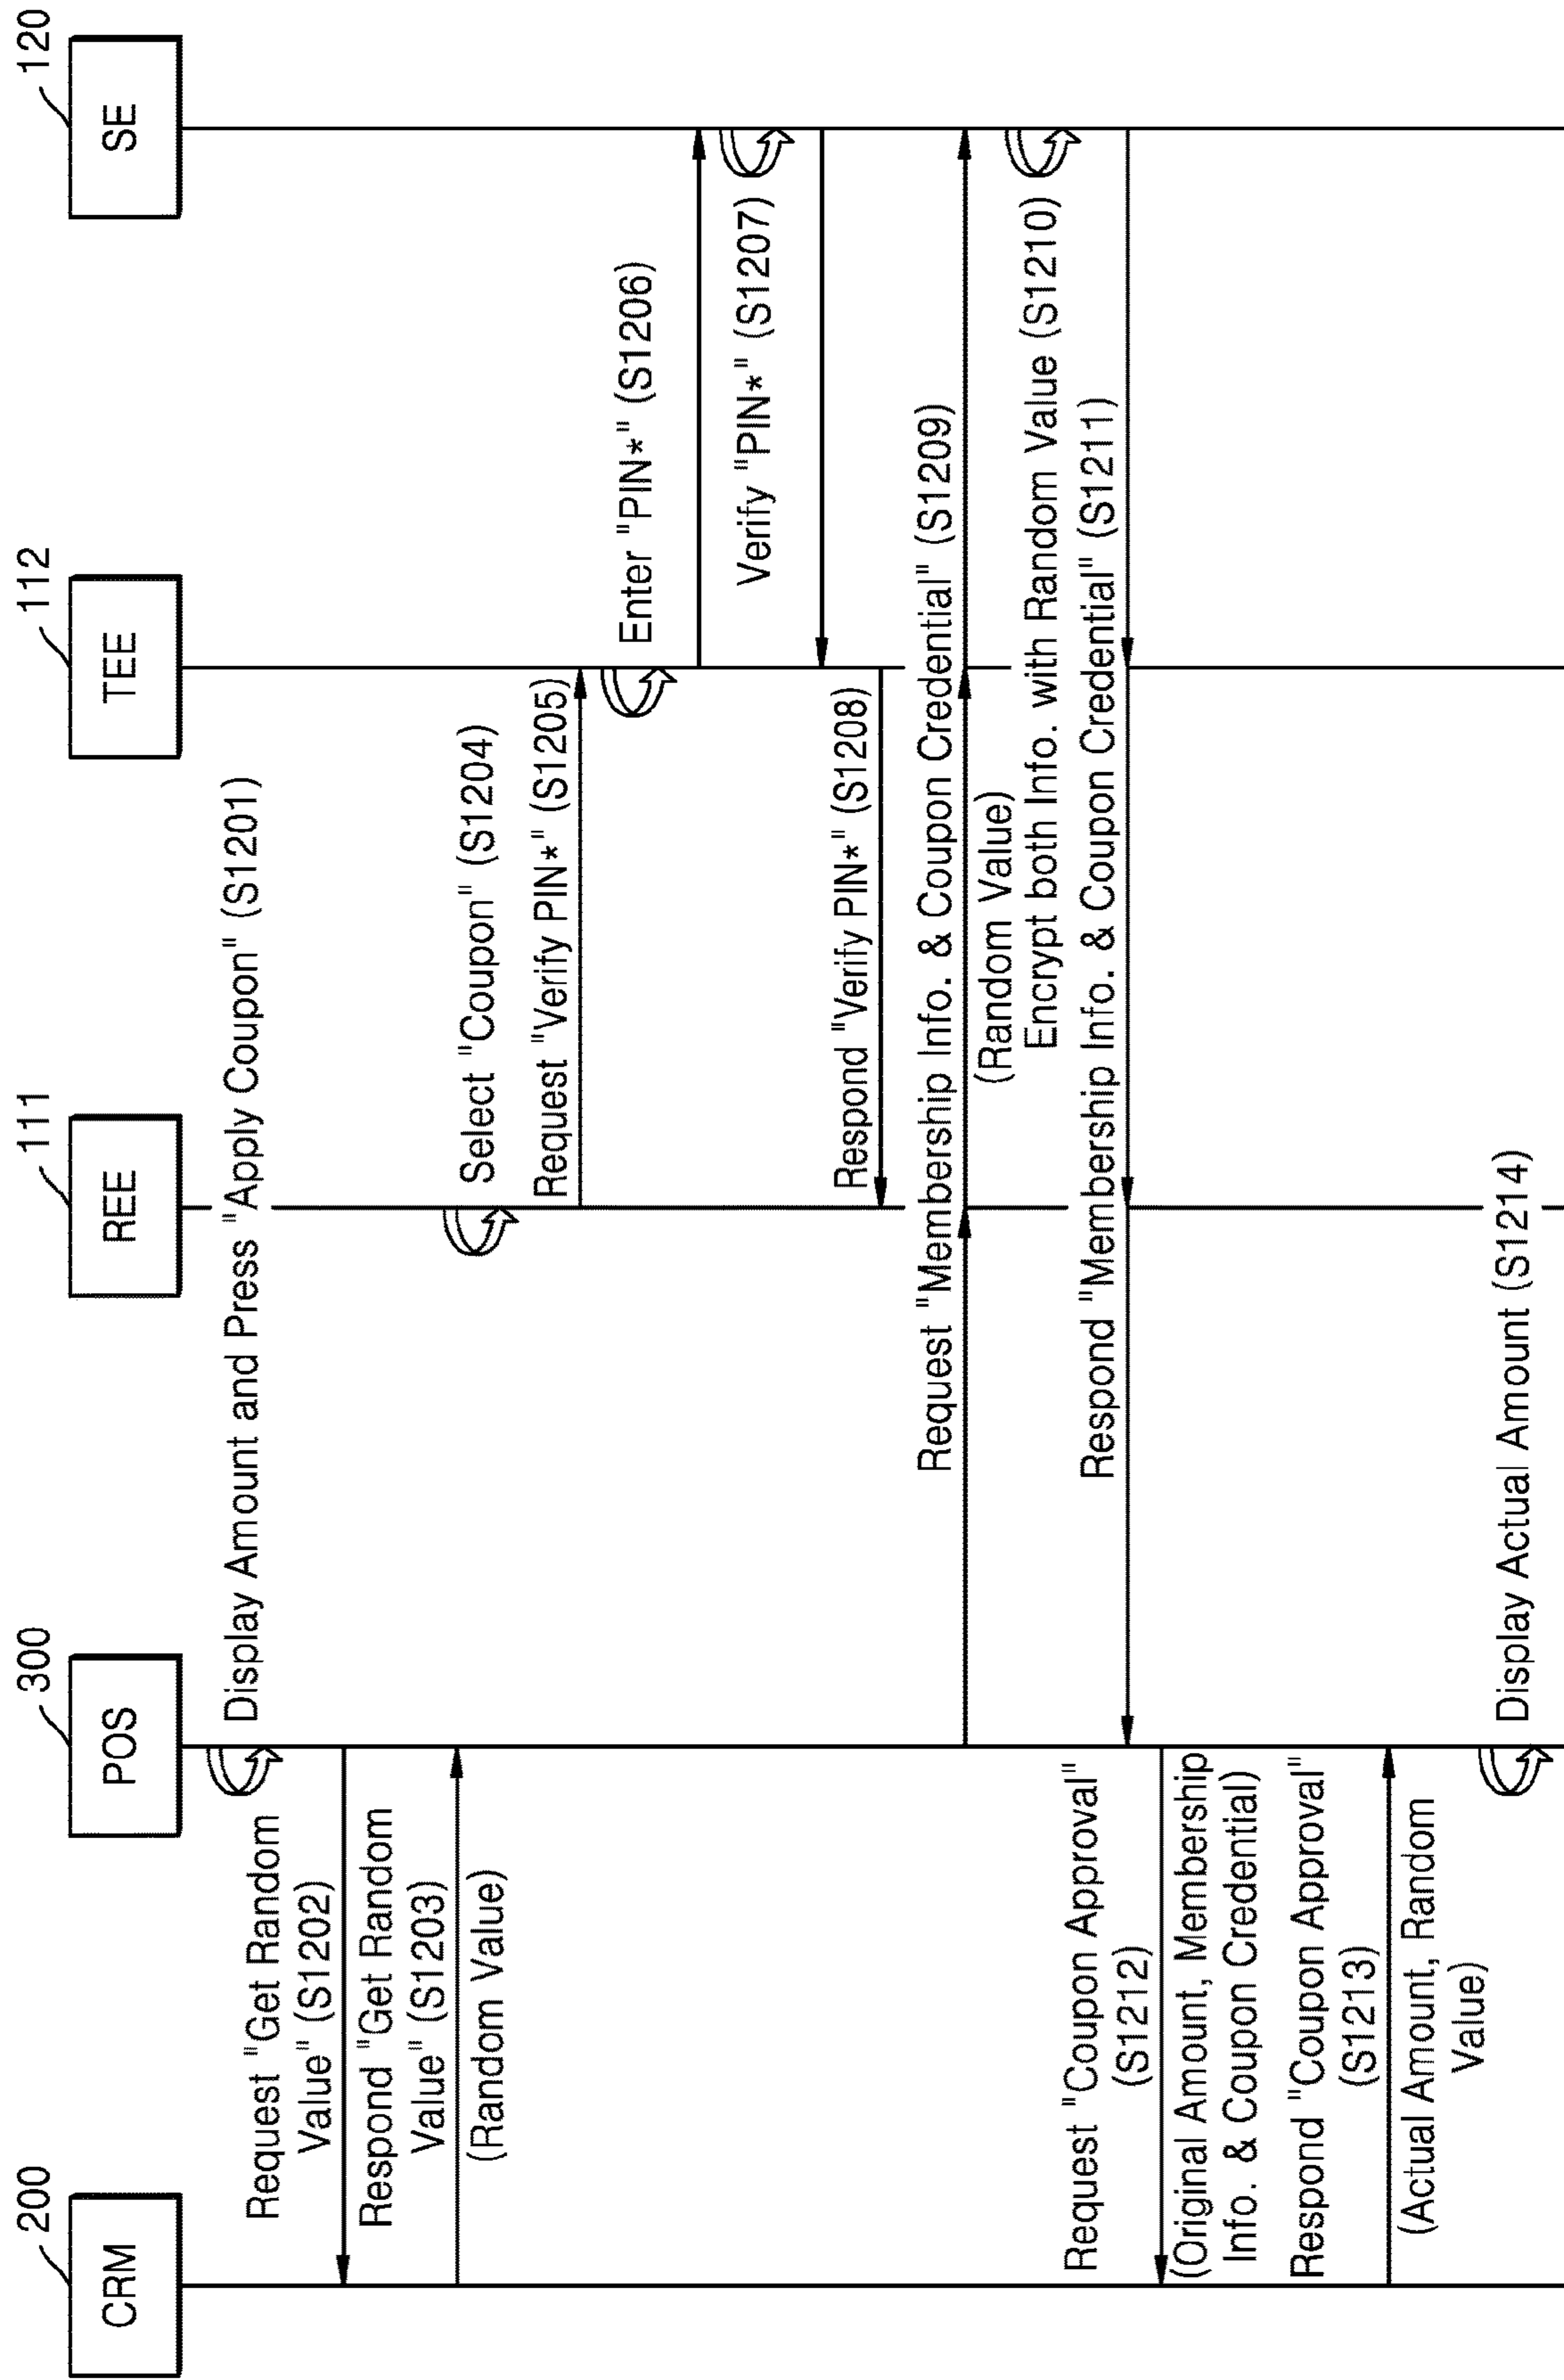 CRM
200
POS
300
REE
111
TEE
112
SE
120
Display Amount and Press "Apply Coupon" (S1201)
Request "Get Random
Value" (S1202)
Respond "Get Random
Value" (S1203)
(Random Value)
Select "Coupon" (S1204)
Request "Verify PIN*" (S1205)
Enter "PIN*" (S1206)
Verify "PIN*" (S1207)
Respond "Verify PIN*" (S1208)
Request "Membership Info. & Coupon Credential" (S1209)
(Random Value)
Encrypt both Info. with Random Value (S1210)
Respond "Membership Info. & Coupon Credential" (S1211)
Request "Coupon Approval"
(S1212)
(Original Amount, Membership
Info. & Coupon Credential)
Respond "Coupon Approval"
(S1213)
(Actual Amount, Random
Value)
Display Actual Amount (S1214)